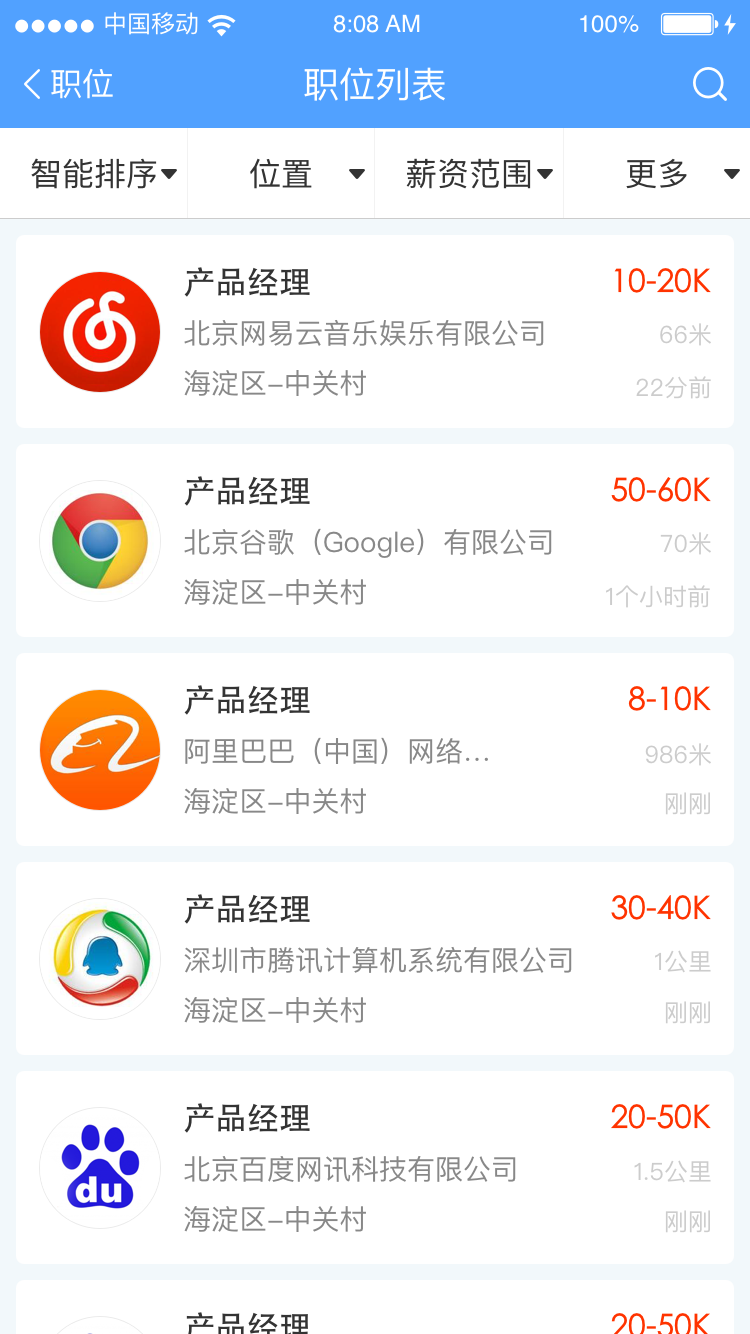 中国移动 8:08 AM 100%
职位 职位列表
智能排序 位置 薪资范围 更多
产品经理 10-20K
北京网易云音乐娱乐有限公司 66米
海淀区–中关村 22分前
产品经理 50-60K
北京谷歌（Google）有限公司 70米
海淀区–中关村 1个小时前
产品经理 8-10K
阿里巴巴（中国）网络... 986米
海淀区–中关村 刚刚
产品经理 30-40K
深圳市腾讯计算机系统有限公司 1公里
海淀区–中关村 刚刚
产品经理 20-50K
du
北京百度网讯科技有限公司 1.5公里
海淀区–中关村 刚刚
产品经理 20-50K